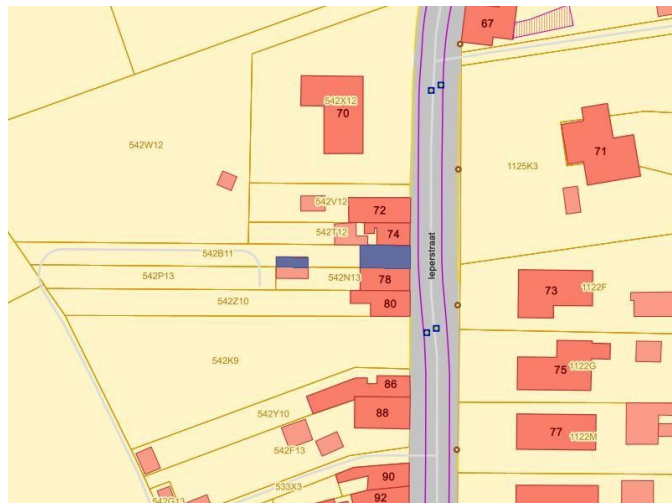 67
542X12
70
542W12
71
1125K3
542V12
72
542T12
74
Ieperstraat
542B11
542P13
542N13
78
73
1122F
542Z10
80
542K9
75
1122G
86
542Y10
88
77
1122M
542F13
90
533X3
92
542G13